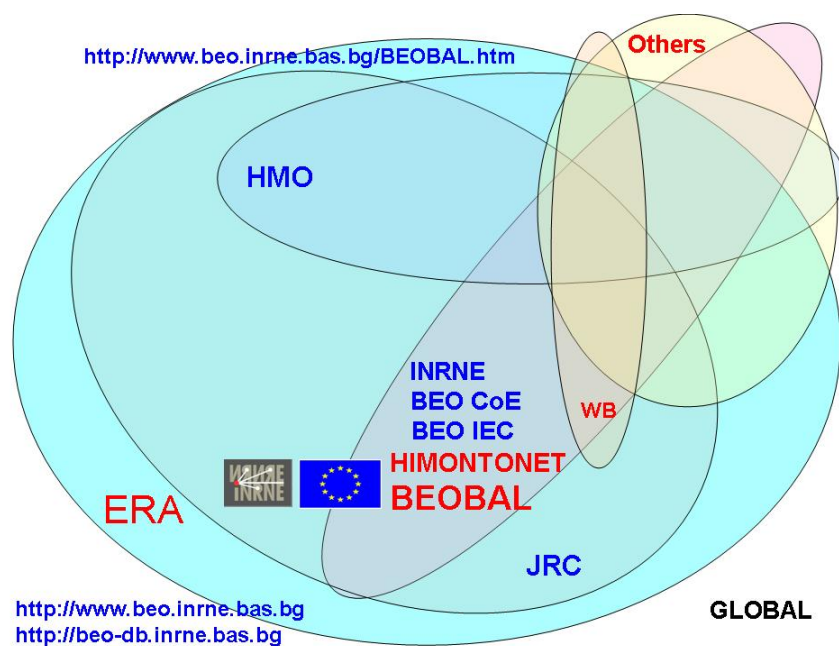 http://www.beo.inrne.bas.bg/BEOBAL.htm
Others
HMO
INRNE
BEO CoE
BEO IEC
WB
HIMONTONET
BEOBAL
INRNE
ERA
JRC
http://www.beo.inrne.bas.bg
http://beo-db.inrne.bas.bg
GLOBAL